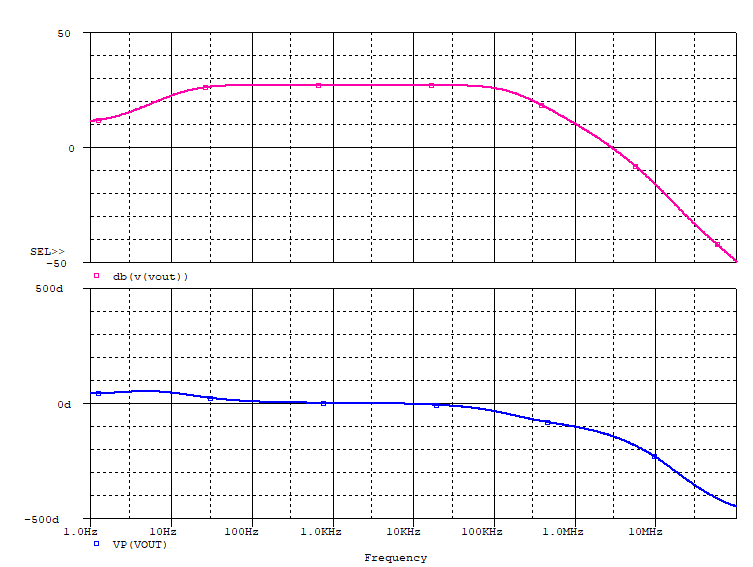 50
0
SEL>>
-50
db(v(vout))
500d
0d
-500d
1.0Hz 10Hz 100Hz 1.0KHz 10KHz 100KHz 1.0MHz 10MHz
VP(VOUT)
Frequency